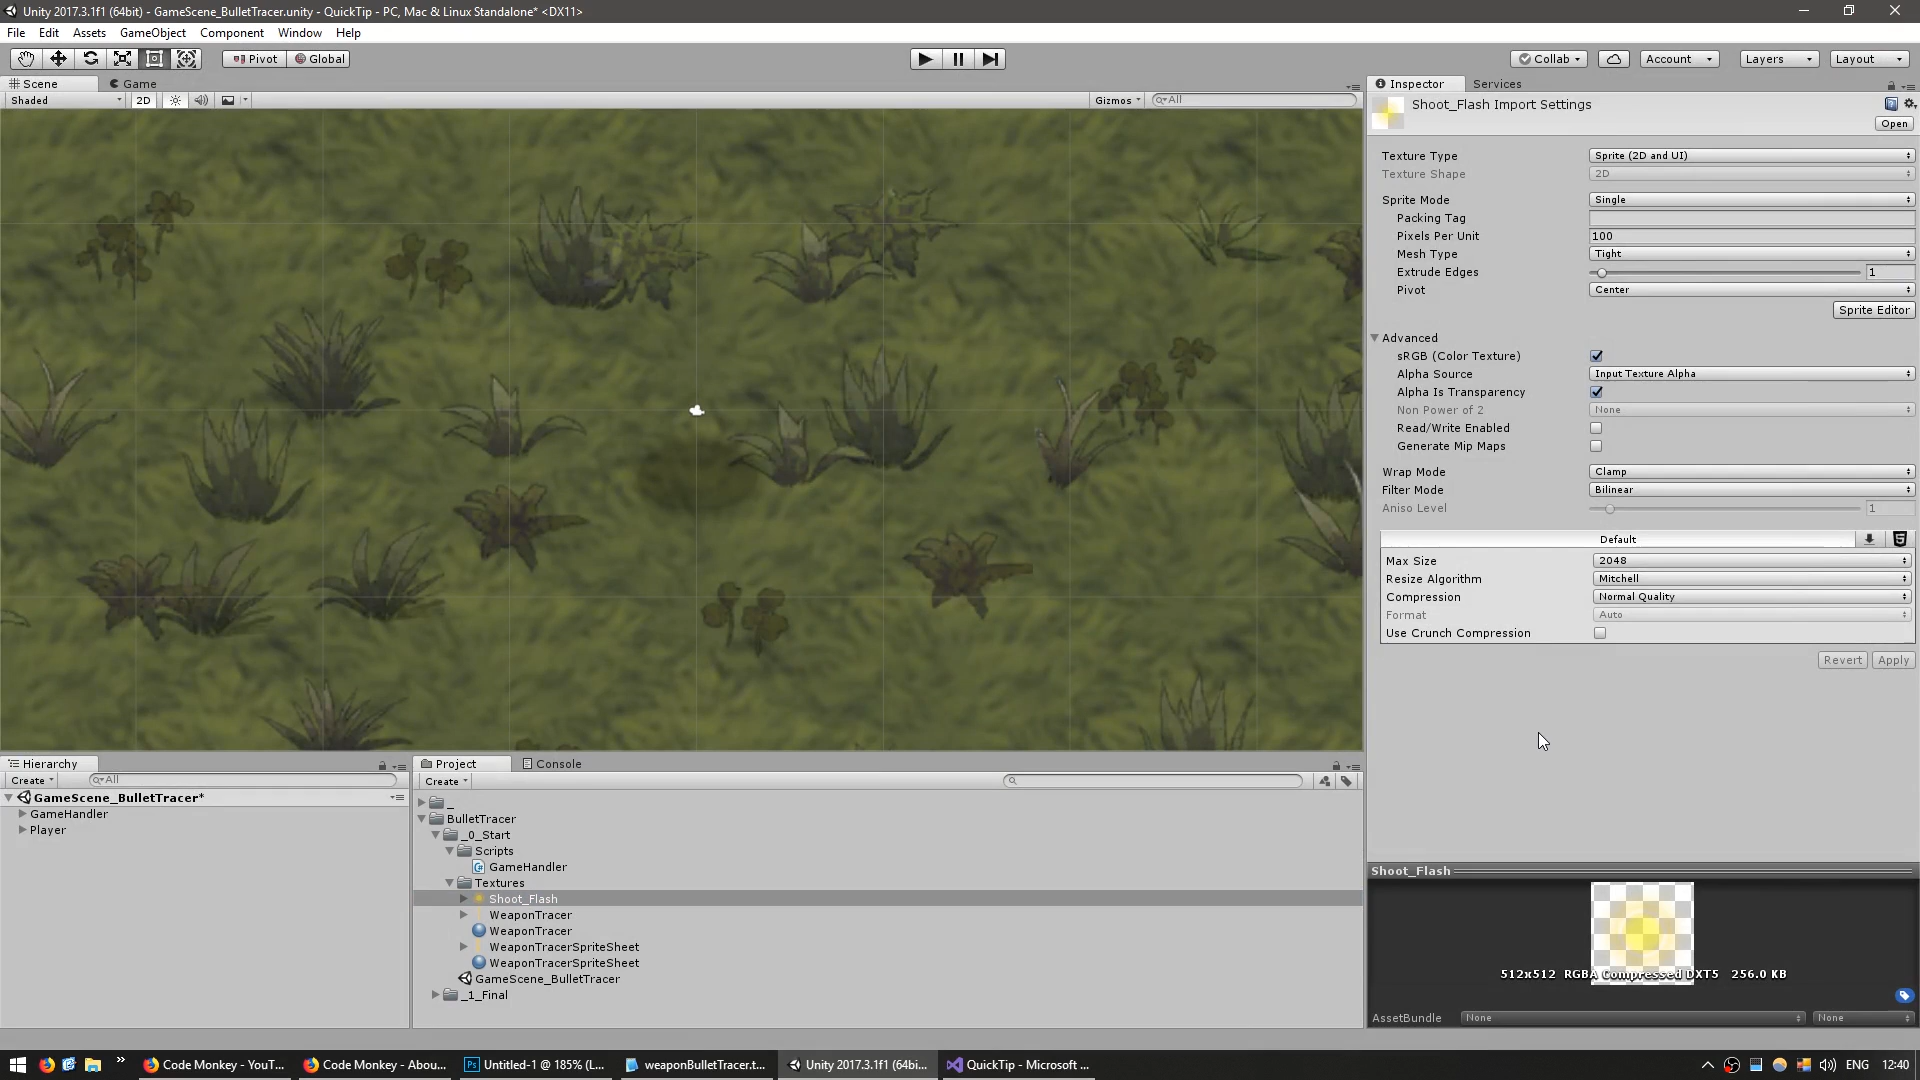 Unity 2017.3.1f1 (64bit) - GameScene_BulletTracer.unity - QuickTip - PC, Mac & Linux Standalone* <DX11>
File Edit Assets GameObject Component Window Help
Pivot Global Collab Account Layers Layout
Scene Game
Shaded 2D Gizmos All
Inspector Services
Shoot_Flash Import Settings
Open
Texture Type Sprite (2D and UI)
Texture Shape 2D
Sprite Mode Single
Packing Tag
Pixels Per Unit 100
Mesh Type Tight
Extrude Edges 1
Pivot Center
Sprite Editor
Advanced
sRGB (Color Texture)
Alpha Source Input Texture Alpha
Alpha Is Transparency
Non Power of 2 None
Read/Write Enabled
Generate Mip Maps
Wrap Mode Clamp
Filter Mode Bilinear
Aniso Level 1
Default
Max Size 2048
Resize Algorithm Mitchell
Compression Normal Quality
Format Auto
Use Crunch Compression
Revert Apply
Hierarchy
Create All
GameScene_BulletTracer*
GameHandler
Player
Project Console
Create
_
BulletTracer
_0_Start
Scripts
GameHandler
Textures
Shoot_Flash
WeaponTracer
WeaponTracer
WeaponTracerSpriteSheet
WeaponTracerSpriteSheet
GameScene_BulletTracer
_1_Final
Shoot_Flash
512x512 RGBA Compressed DXT5 256.0 KB
AssetBundle None None
Code Monkey - YouT... Code Monkey - Abou... Untitled-1 @ 185% (L... weaponBulletTracer.t... Unity 2017.3.1f1 (64bi... QuickTip - Microsoft ... ENG 12:40